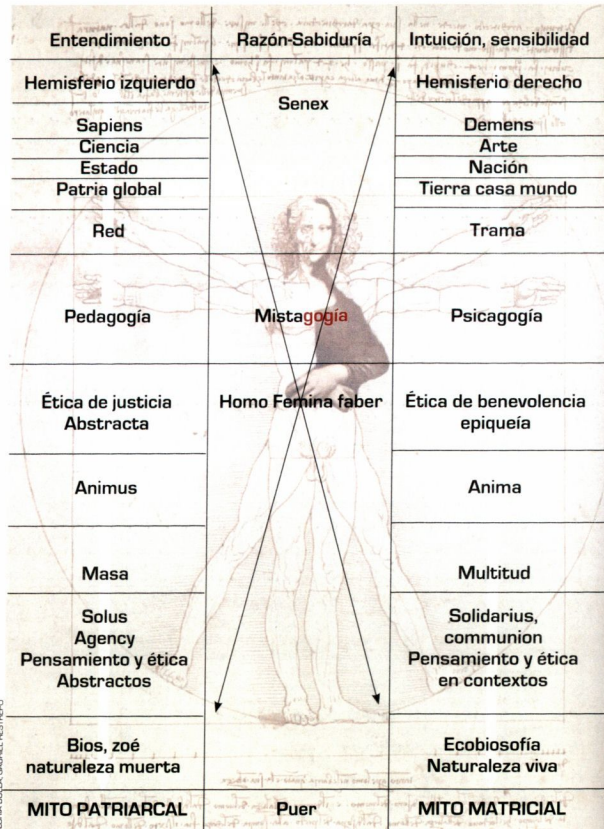 Entendimiento
Razón-Sabiduría
Intuición, sensibilidad
Hemisferio izquierdo
Senex
Hemisferio derecho
Sapiens
Demens
Ciencia
Arte
Estado
Nación
Patria global
Tierra casa mundo
Red
Trama
Pedagogía
Mistagogía
Psicagogía
Ética de justicia
Abstracta
Homo Femina faber
Ética de benevolencia
epiqueía
Animus
Anima
Masa
Multitud
Solus
Agency
Pensamiento y ética
Abstractos
Solidarius,
communion
Pensamiento y ética
en contextos
Bios, zoé
naturaleza muerta
Ecobiosofía
Naturaleza viva
MITO PATRIARCAL
Puer
MITO MATRICIAL
GABRIEL RESTREPO